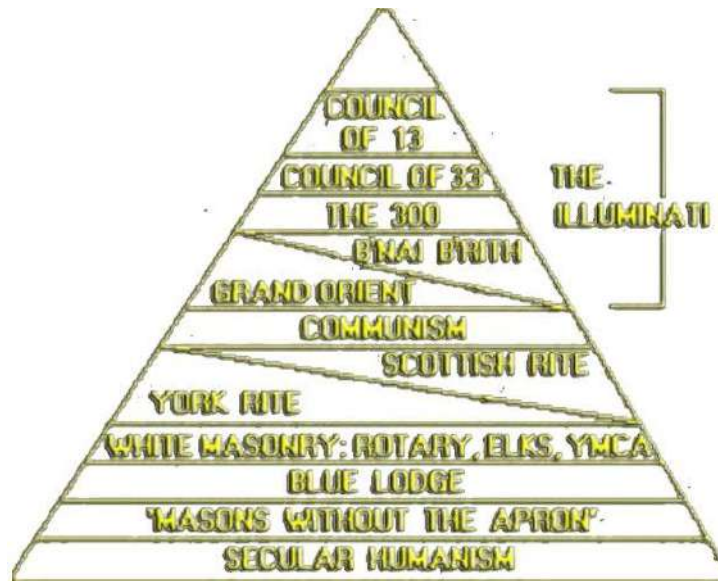 COUNCIL
OF 13
COUNCIL OF 33
THE 300
THE
ILLUMINATI
B'NAI B'RITH
GRAND ORIENT
COMMUNISM
SCOTTISH RITE
YORK RITE
WHITE MASONRY: ROTARY, ELKS, YMCA
BLUE LODGE
"MASONS WITHOUT THE APRON"
SECULAR HUMANISM